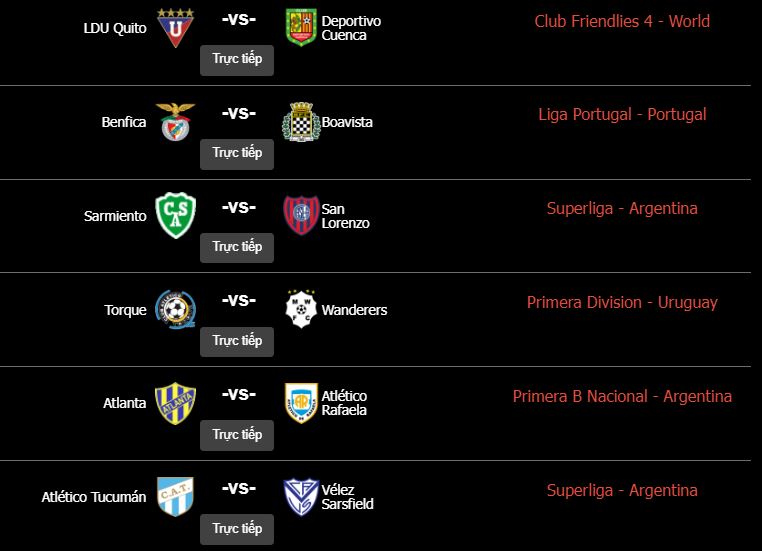 LDU Quito -vs- Deportivo Cuenca Club Friendlies 4 - World
Trực tiếp
Benfica -vs- Boavista Liga Portugal - Portugal
Trực tiếp
Sarmiento -vs- San Lorenzo Superliga - Argentina
Trực tiếp
Torque -vs- Wanderers Primera Division - Uruguay
Trực tiếp
Atlanta -vs- Atlético Rafaela Primera B Nacional - Argentina
Trực tiếp
Atlético Tucumán -vs- Vélez Sarsfield Superliga - Argentina
Trực tiếp